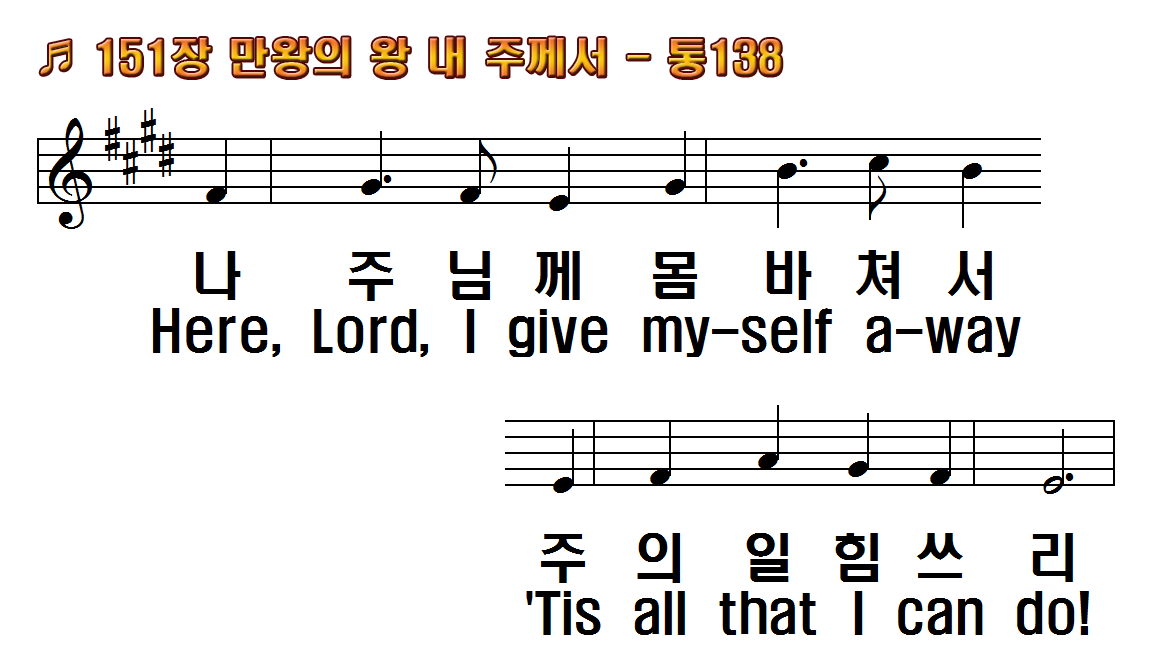 151장 만왕의 왕 내 주께서 - 통138
나 주 님 께 몸 바 쳐 서
Here, Lord, I give my-self a-way
주 의 일 힘 쓰 리
'Tis all that I can do!